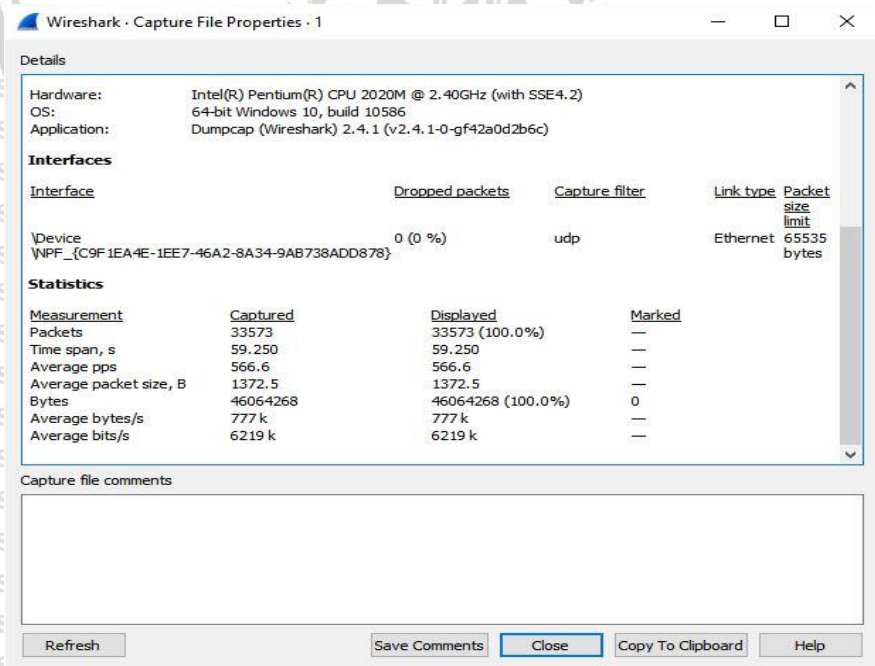 Wireshark · Capture File Properties · 1
Details
Hardware: Intel(R) Pentium(R) CPU 2020M @ 2.40GHz (with SSE4.2)
OS: 64-bit Windows 10, build 10586
Application: Dumpcap (Wireshark) 2.4.1 (v2.4.1-0-gf42a0d2b6c)
Interfaces
Interface Dropped packets Capture filter Link type Packet
size
limit
\Device 0 (0 %) udp Ethernet 65535
\NPF_{C9F1EA4E-1EE7-46A2-8A34-9AB738ADD878} bytes
Statistics
Measurement Captured Displayed Marked
Packets 33573 33573 (100.0%) —
Time span, s 59.250 59.250 —
Average pps 566.6 566.6 —
Average packet size, B 1372.5 1372.5 —
Bytes 46064268 46064268 (100.0%) 0
Average bytes/s 777 k 777 k —
Average bits/s 6219 k 6219 k —
Capture file comments
Refresh Save Comments Close Copy To Clipboard Help